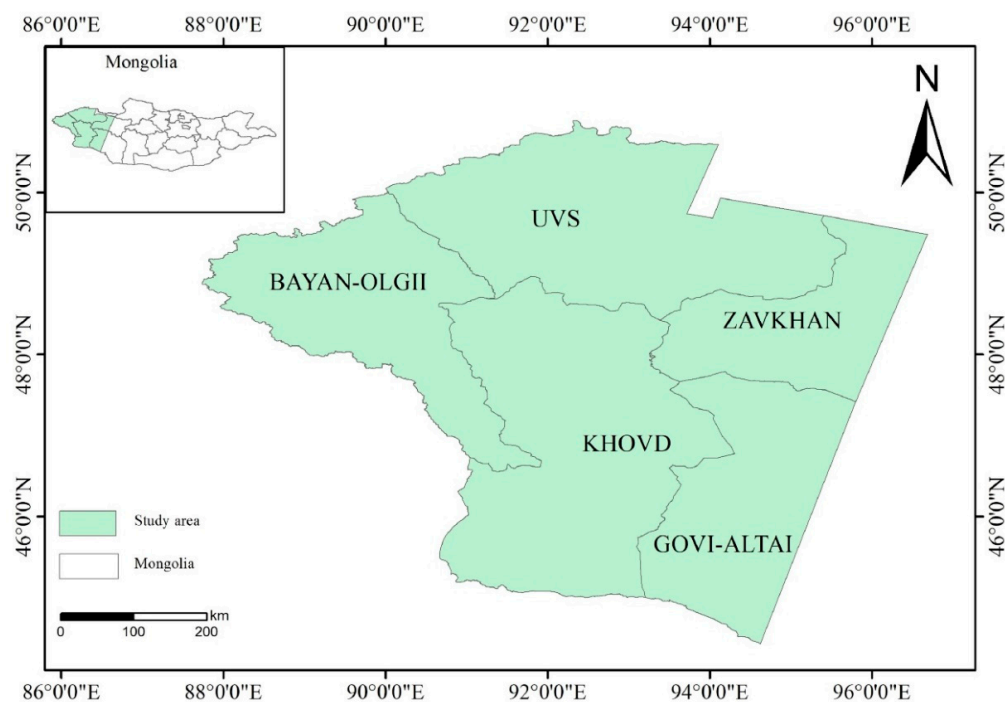 86°0'0"E 88°0'0"E 90°0'0"E 92°0'0"E 94°0'0"E 96°0'0"E
Mongolia
N
50°0'0"N
50°0'0"N
UVS
BAYAN-OLGII
ZAVKHAN
48°0'0"N
48°0'0"N
KHOVD
46°0'0"N
46°0'0"N
Study area
GOVI-ALTAI
Mongolia
km
0 100 200
86°0'0"E 88°0'0"E 90°0'0"E 92°0'0"E 94°0'0"E 96°0'0"E